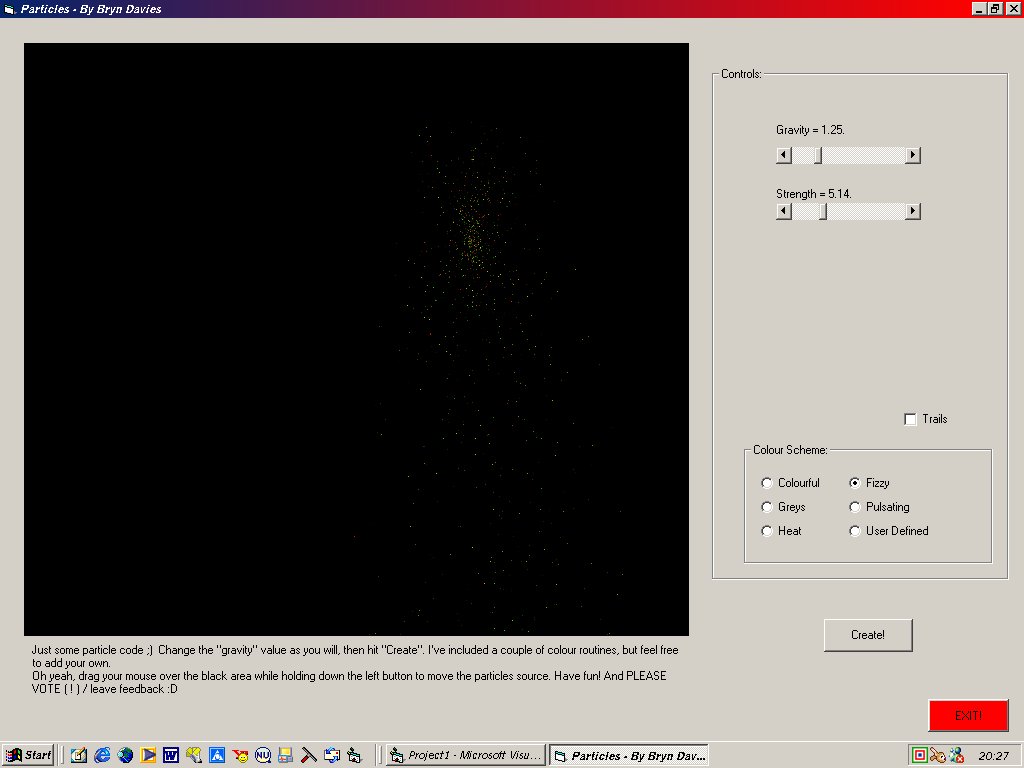 Particles - By Bryn Davies
Controls:
Gravity = 1.25.
Strength = 5.14.
Trails
Colour Scheme:
Colourful
Fizzy
Greys
Pulsating
Heat
User Defined
Create!
Just some particle code ;) Change the "gravity" value as you will, then hit "Create". I've included a couple of colour routines, but feel free
to add your own.
Oh yeah, drag your mouse over the black area while holding down the left button to move the particles source. Have fun! And PLEASE
VOTE ( ! ) / leave feedback :D
EXIT!
Start
W
NU
Project1 - Microsoft Visu...
Particles - By Bryn Dav...
20:27